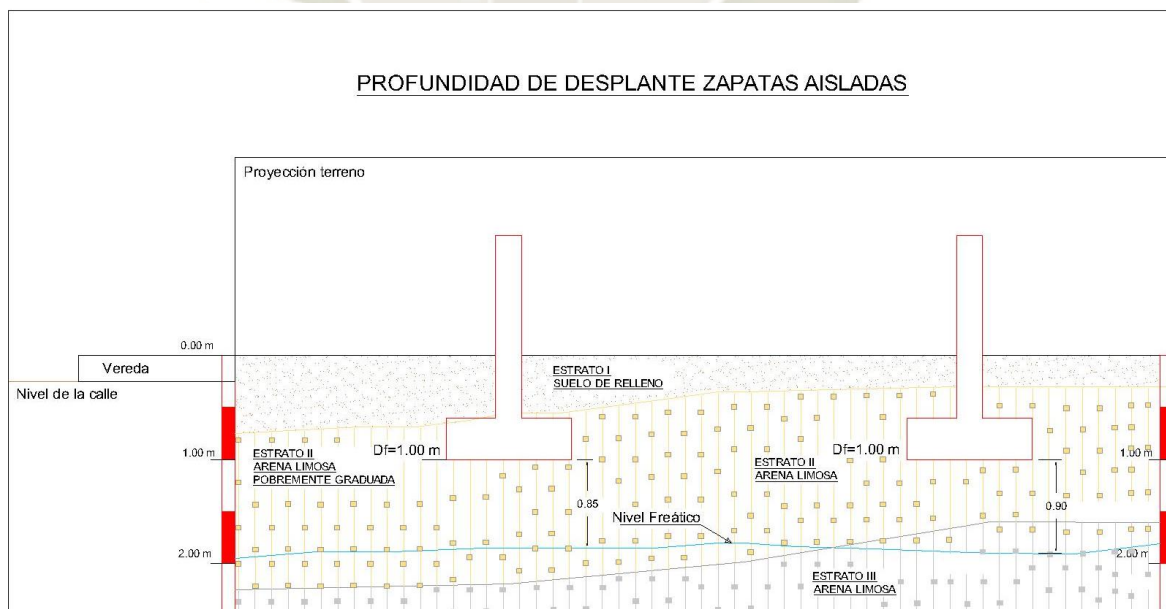 PROFUNDIDAD DE DESPLANTE ZAPATAS AISLADAS
Proyección terreno
0.00 m
Vereda
Nivel de la calle
ESTRATO I
SUELO DE RELLENO
1.00 m
ESTRATO II
ARENA LIMOSA
POBREMENTE GRADUADA
Df=1.00 m
ESTRATO II
ARENA LIMOSA
Df=1.00 m
1.00 m
0.85
Nivel Freático
0.90
2.00 m
2.00 m
ESTRATO III
ARENA LIMOSA